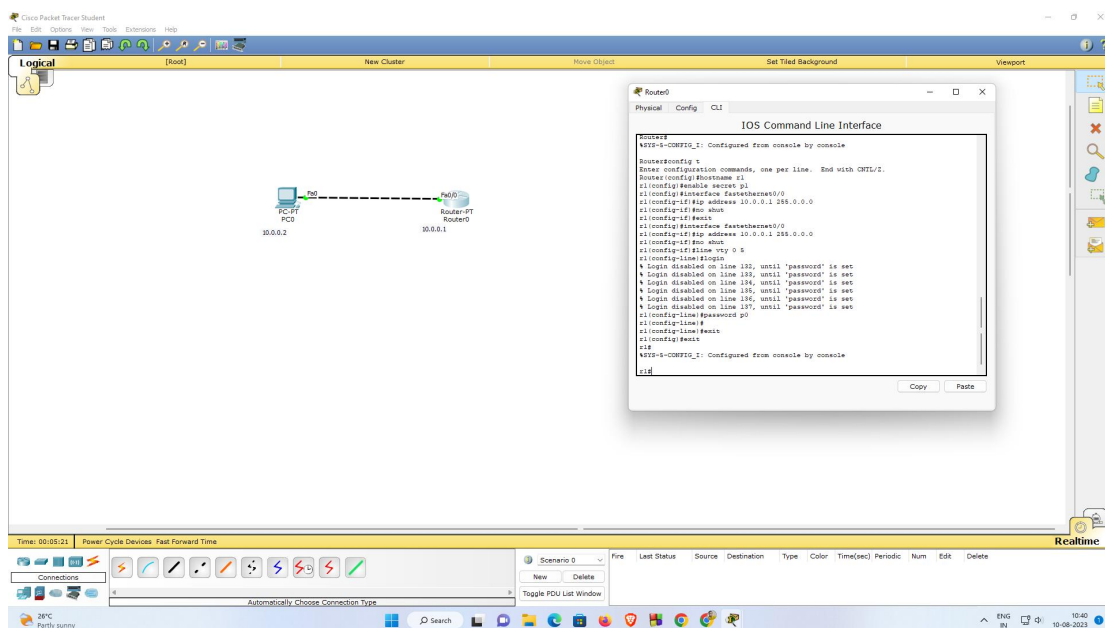 Cisco Packet Tracer Student
File Edit Options View Tools Extensions Help
Logical [Root] New Cluster Move Object Set Tiled Background Viewport
Fa0 Fa0/0
PC-PT Router-PT
PC0 Router0
10.0.0.2 10.0.0.1
Router0
Physical Config CLI
IOS Command Line Interface
Router#
%SYS-5-CONFIG_I: Configured from console by console
Router#config t
Enter configuration commands, one per line. End with CNTL/Z.
Router(config)#hostname r1
r1(config)#enable secret p1
r1(config)#interface fastethernet0/0
r1(config-if)#ip address 10.0.0.1 255.0.0.0
r1(config-if)#no shut
r1(config-if)#exit
r1(config)#interface fastethernet0/0
r1(config-if)#ip address 10.0.0.1 255.0.0.0
r1(config-if)#no shut
r1(config-if)#line vty 0 5
r1(config-line)#login
% Login disabled on line 132, until 'password' is set
% Login disabled on line 133, until 'password' is set
% Login disabled on line 134, until 'password' is set
% Login disabled on line 135, until 'password' is set
% Login disabled on line 136, until 'password' is set
% Login disabled on line 137, until 'password' is set
r1(config-line)#password p0
r1(config-line)#
r1(config-line)#exit
r1(config)#exit
r1#
%SYS-5-CONFIG_I: Configured from console by console
r1#
Copy Paste
Time: 00:05:21 Power Cycle Devices Fast Forward Time Realtime
Connections
Automatically Choose Connection Type
Scenario 0
New Delete
Toggle PDU List Window
Fire Last Status Source Destination Type Color Time(sec) Periodic Num Edit Delete
26°C
Partly sunny
Search
ENG
IN
10:40
10-08-2023